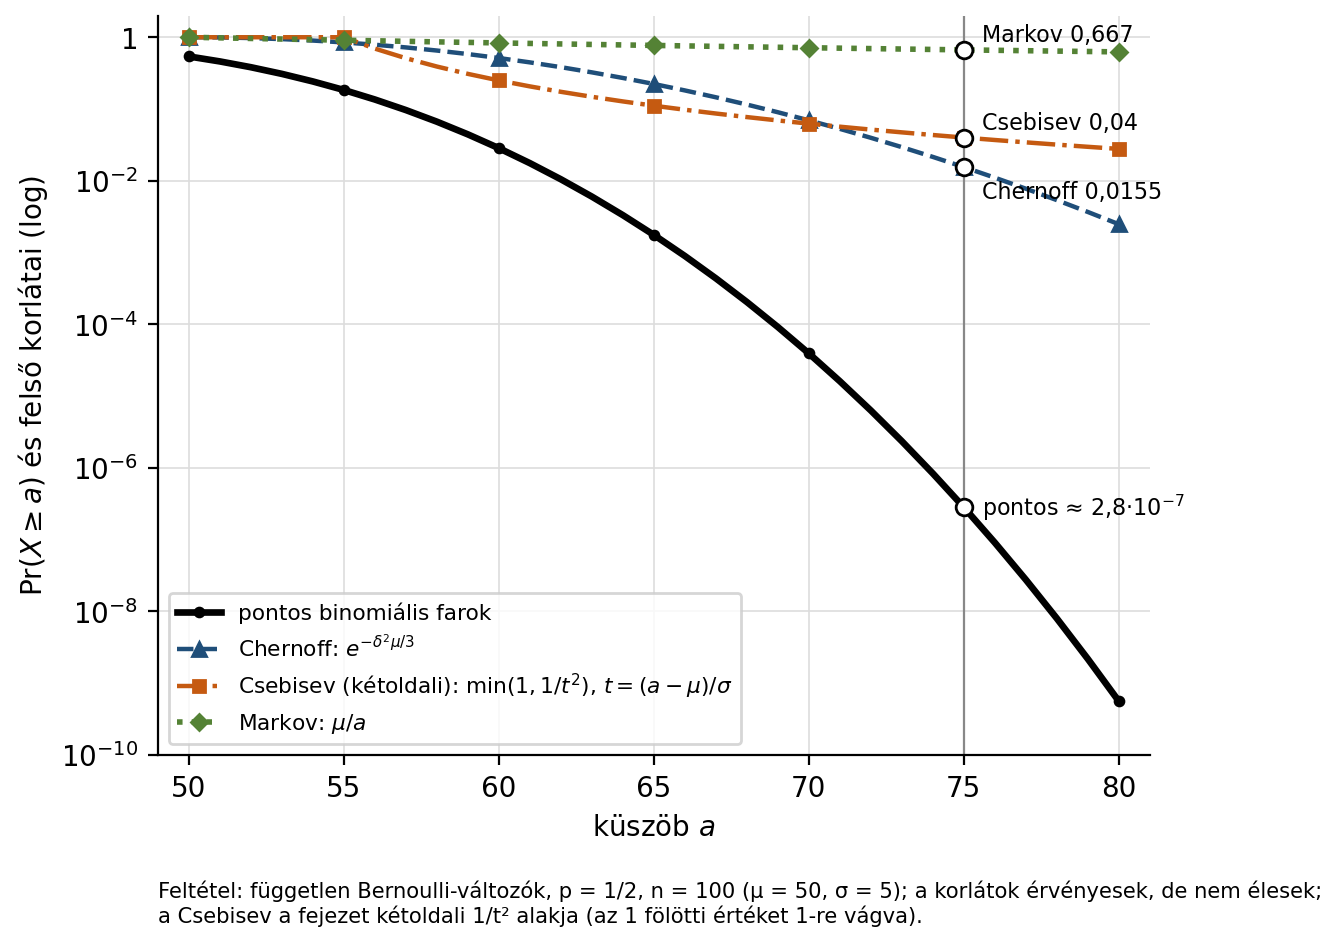 Pr(X ≥ a) és felső korlátai (log)
1
10⁻²
10⁻⁴
10⁻⁶
10⁻⁸
10⁻¹⁰
Markov 0,667
Csebisev 0,04
Chernoff 0,0155
pontos ≈ 2,8·10⁻⁷
pontos binomiális farok
Chernoff: e^{−δ²μ/3}
Csebisev (kétoldali): min(1, 1/t²), t = (a − μ)/σ
Markov: μ/a
50 55 60 65 70 75 80
küszöb a
Feltétel: független Bernoulli-változók, p = 1/2, n = 100 (μ = 50, σ = 5); a korlátok érvényesek, de nem élesek;
a Csebisev a fejezet kétoldali 1/t² alakja (az 1 fölötti értéket 1-re vágva).